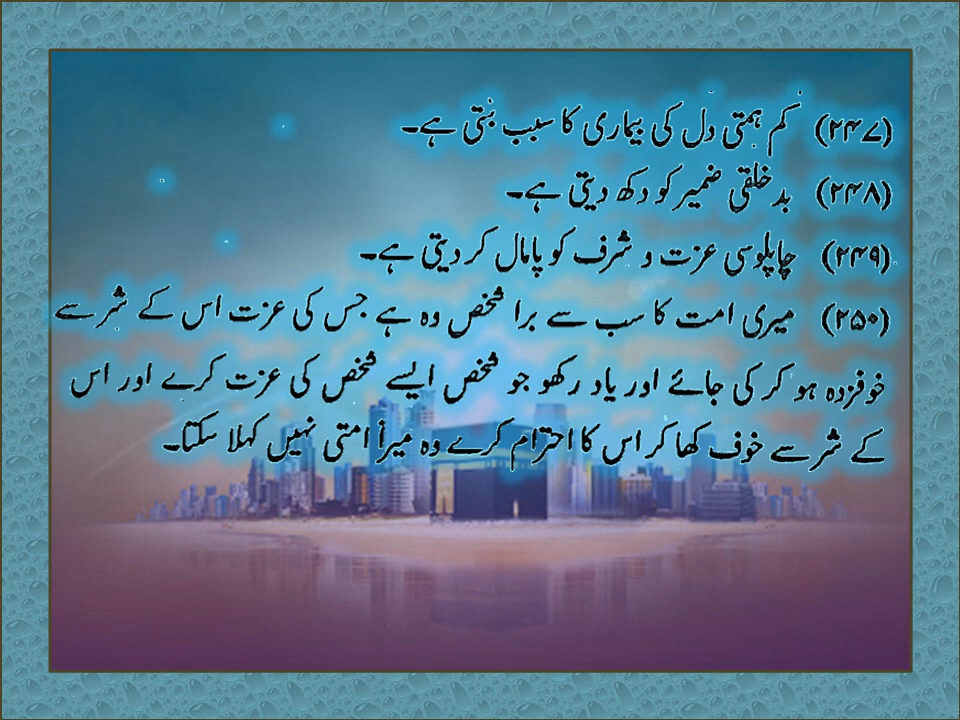 (۲۴۷) کم ہمتی دل کی بیماری کا سبب بنتی ہے۔
(۲۴۸) بدخلقی ضمیر کو دکھ دیتی ہے۔
(۲۴۹) چاپلوسی عزت و شرف کو پامال کر دیتی ہے۔
(۲۵۰) میری امت کا سب سے برا شخص وہ ہے جس کی عزت اس کے شر سے
خوفزدہ ہو کر کی جائے اور یاد رکھو جو شخص ایسے شخص کی عزت کرے اور اس
کے شر سے خوف کھا کر اس کا احترام کرے وہ میرا امتی نہیں کہلا سکتا۔